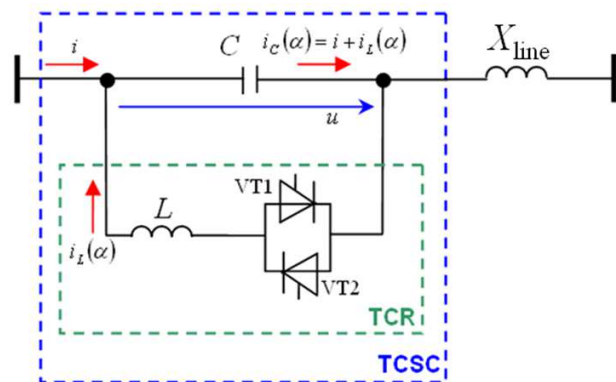 i
C
i_C(α) = i + i_L(α)
X_line
u
VT1
L
i_L(α)
VT2
TCR
TCSC